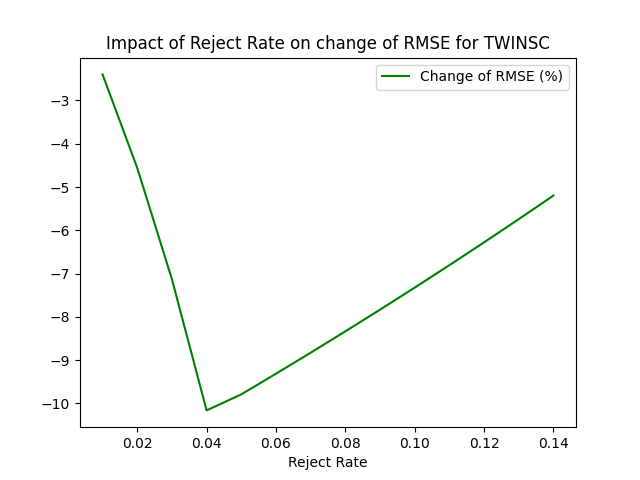 Impact of Reject Rate on change of RMSE for TWINSC
Change of RMSE (%)
−3
−4
−5
−6
−7
−8
−9
−10
0.02 0.04 0.06 0.08 0.10 0.12 0.14
Reject Rate